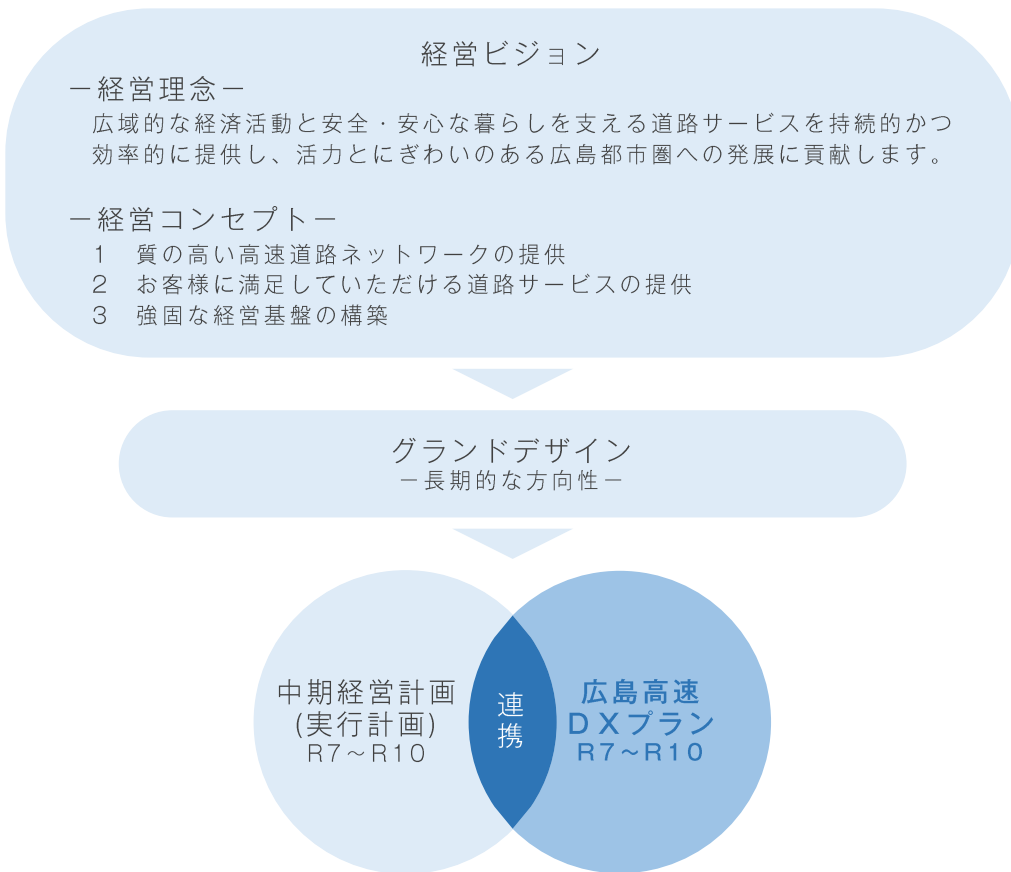 経営ビジョン
－経営理念－
広域的な経済活動と安全・安心な暮らしを支える道路サービスを持続的かつ
効率的に提供し、活力とにぎわいのある広島都市圏への発展に貢献します。
－経営コンセプト－
1　質の高い高速道路ネットワークの提供
2　お客様に満足していただける道路サービスの提供
3　強固な経営基盤の構築
グランドデザイン
－長期的な方向性－
中期経営計画
(実行計画)
R7～R10
連
携
広島高速
DXプラン
R7～R10